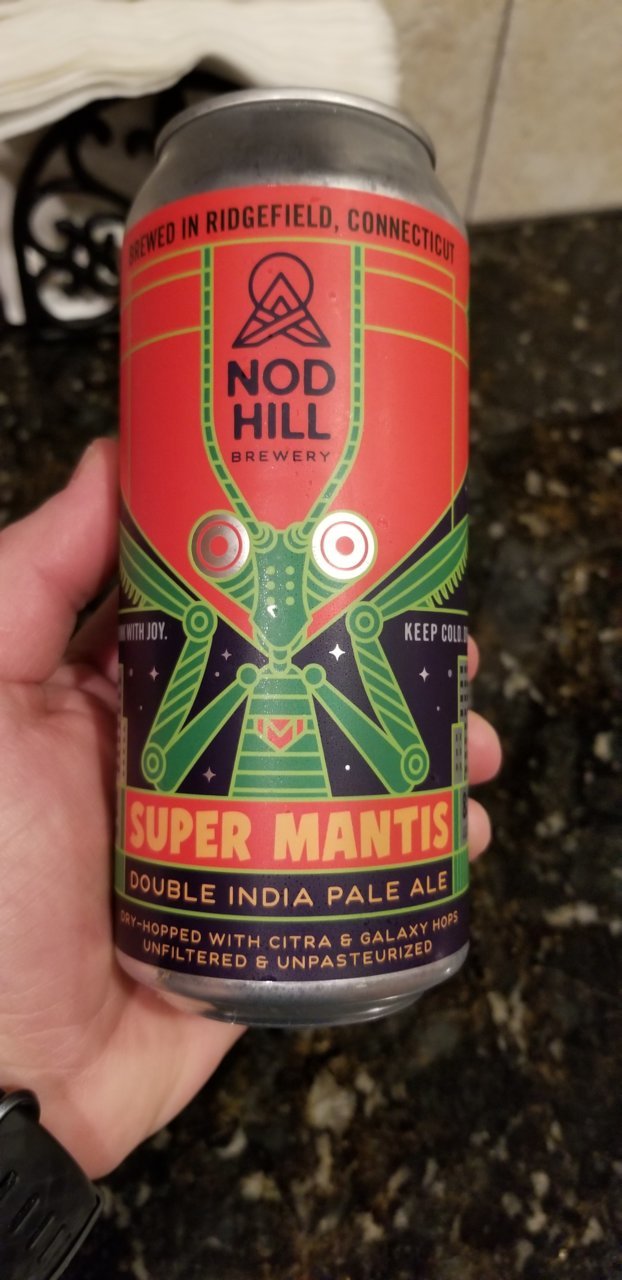 BREWED IN RIDGEFIELD, CONNECTICUT
NOD
HILL
BREWERY
WITH JOY.
KEEP COLD.
M
SUPER MANTIS
DOUBLE INDIA PALE ALE
DRY-HOPPED WITH CITRA & GALAXY HOPS
UNFILTERED & UNPASTEURIZED